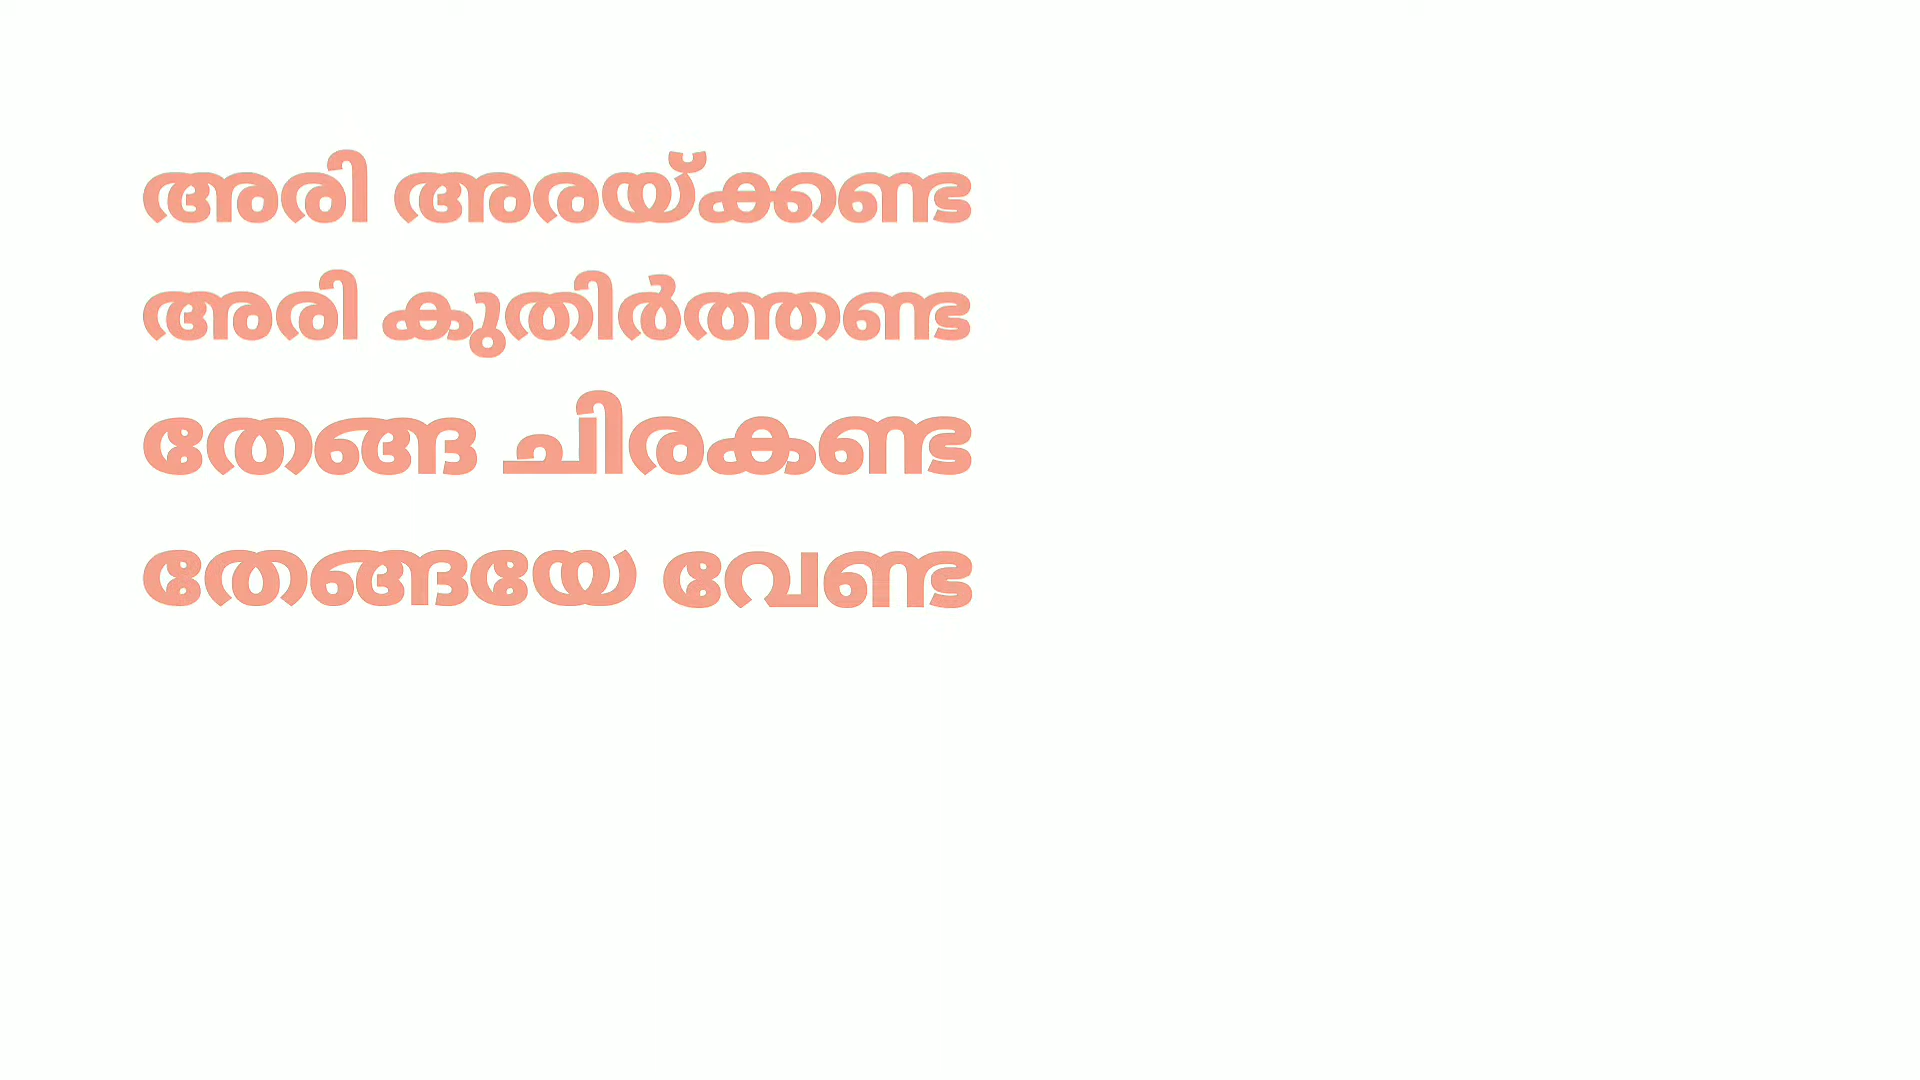 അരി അരയ്ക്കണ്ട
അരി കുതിർത്തണ്ട
തേങ്ങ ചിരകണ്ട
തേങ്ങയേ വേണ്ട